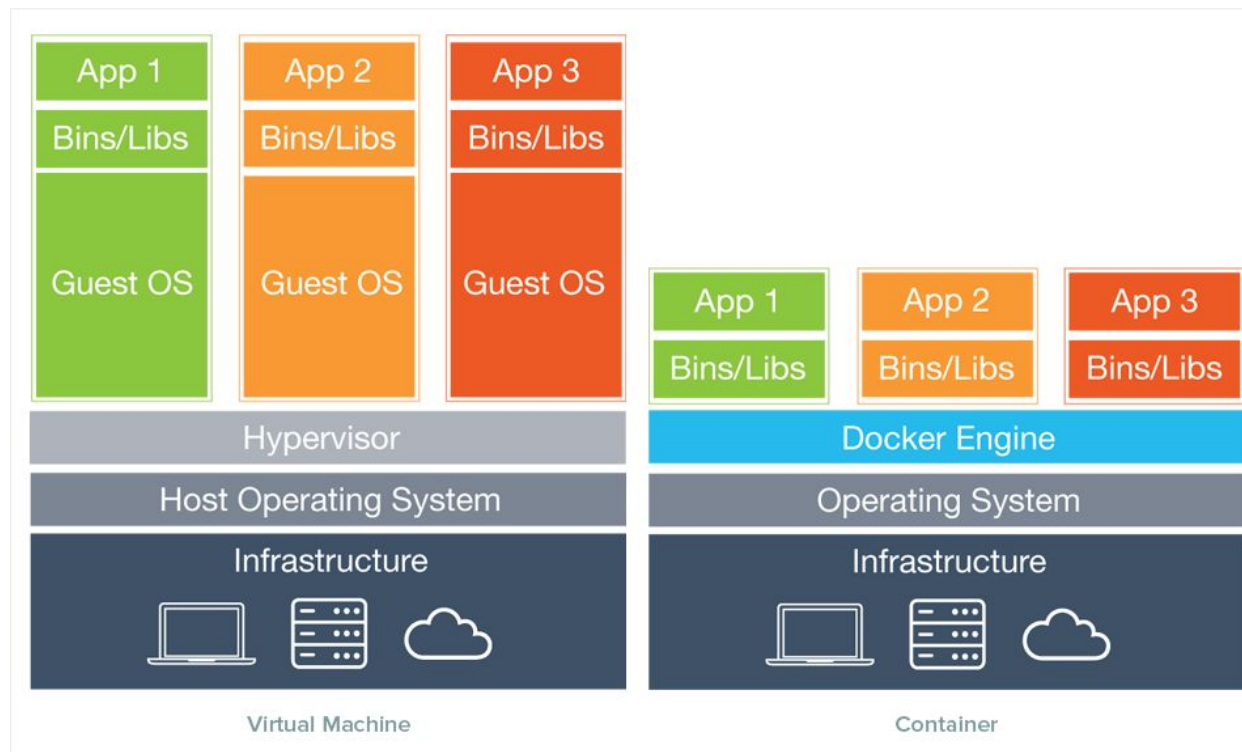 App 1
App 2
App 3
Bins/Libs
Bins/Libs
Bins/Libs
Guest OS
Guest OS
Guest OS
Hypervisor
Host Operating System
Infrastructure
Virtual Machine
App 1
App 2
App 3
Bins/Libs
Bins/Libs
Bins/Libs
Docker Engine
Operating System
Infrastructure
Container